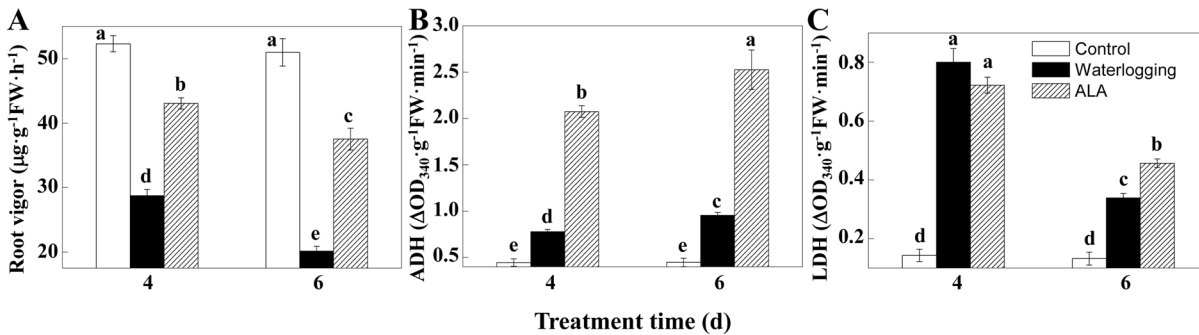 A
Root vigor (μg·g⁻¹FW·h⁻¹)
50
40
30
20
a
d
b
a
e
c
4
6
B
ADH (ΔOD₃₄₀·g⁻¹FW·min⁻¹)
3.0
2.5
2.0
1.5
1.0
0.5
e
d
b
e
c
a
4
6
C
LDH (ΔOD₃₄₀·g⁻¹FW·min⁻¹)
0.8
0.6
0.4
0.2
d
a
a
d
c
b
4
6
Control
Waterlogging
ALA
Treatment time (d)